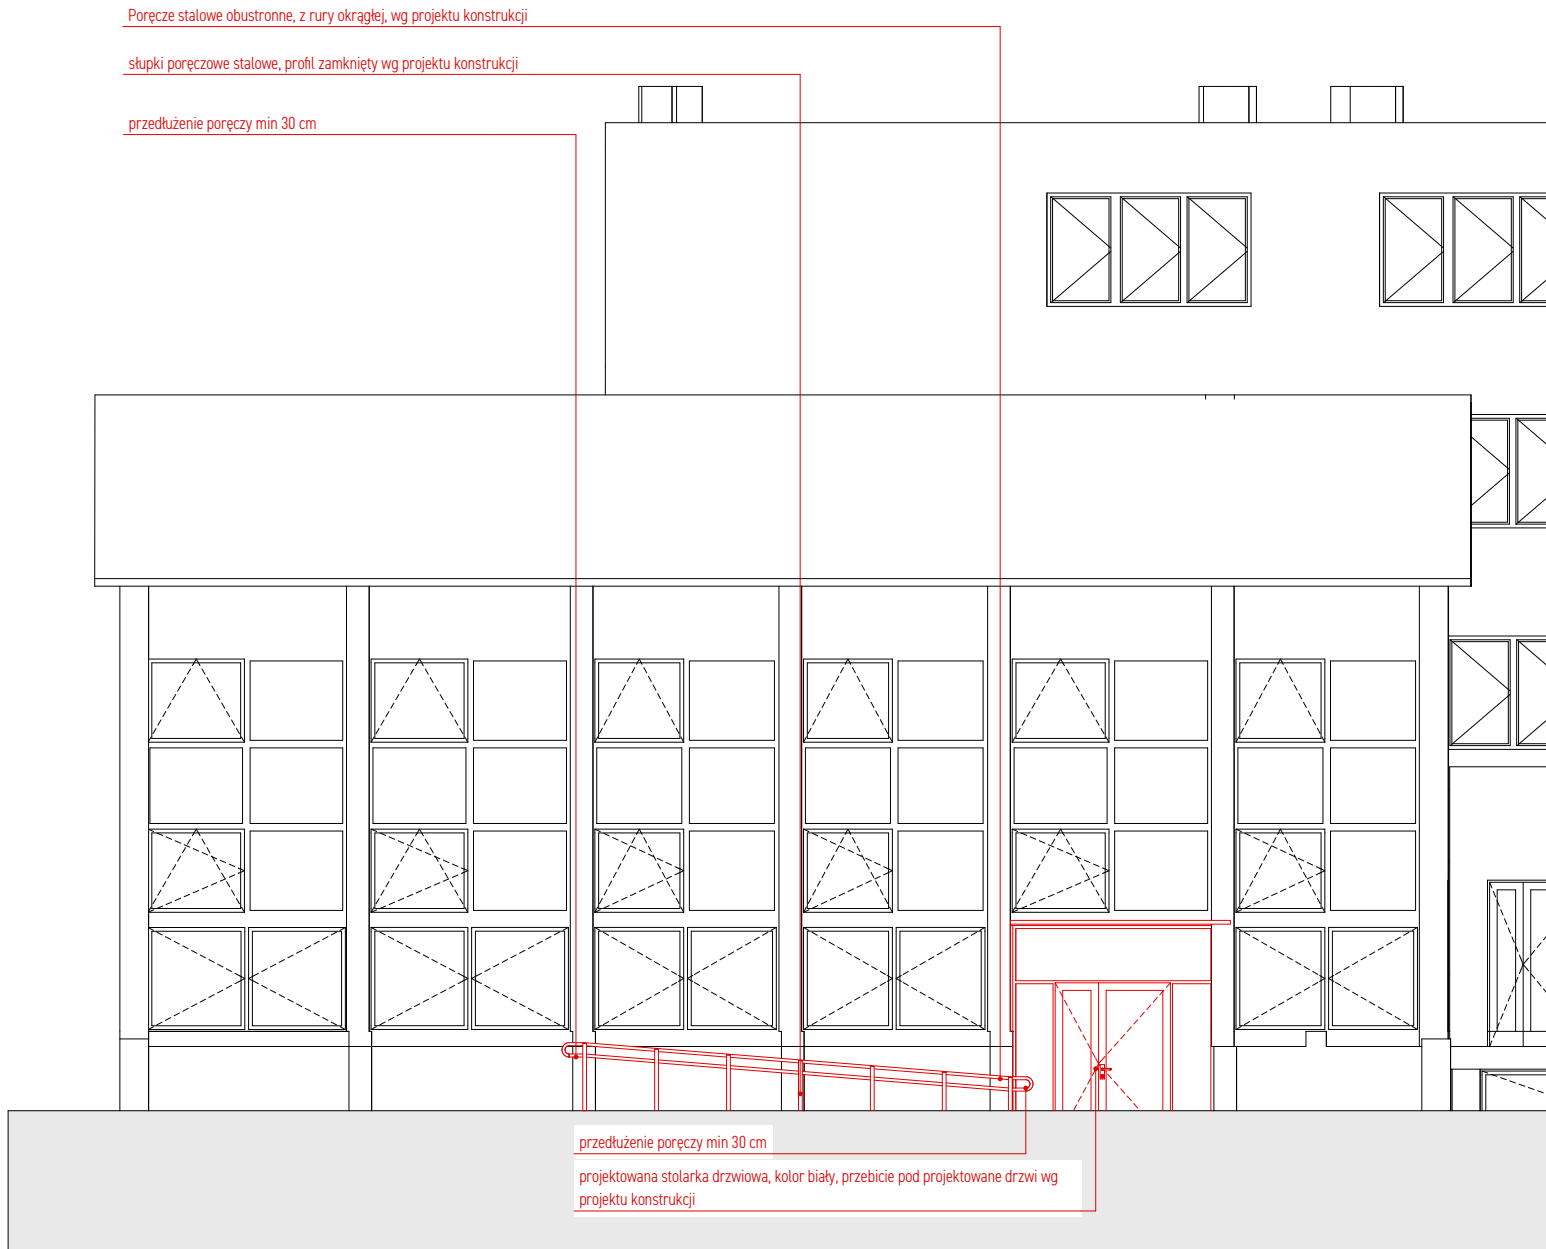 Poręcze stalowe obustronne, z rury okrągłej, wg projektu konstrukcji
słupki poręczowe stalowe, profil zamknięty wg projektu konstrukcji
przedłużenie poręczy min 30 cm
przedłużenie poręczy min 30 cm
projektowana stolarka drzwiowa, kolor biały, przebicie pod projektowane drzwi wg
projektu konstrukcji